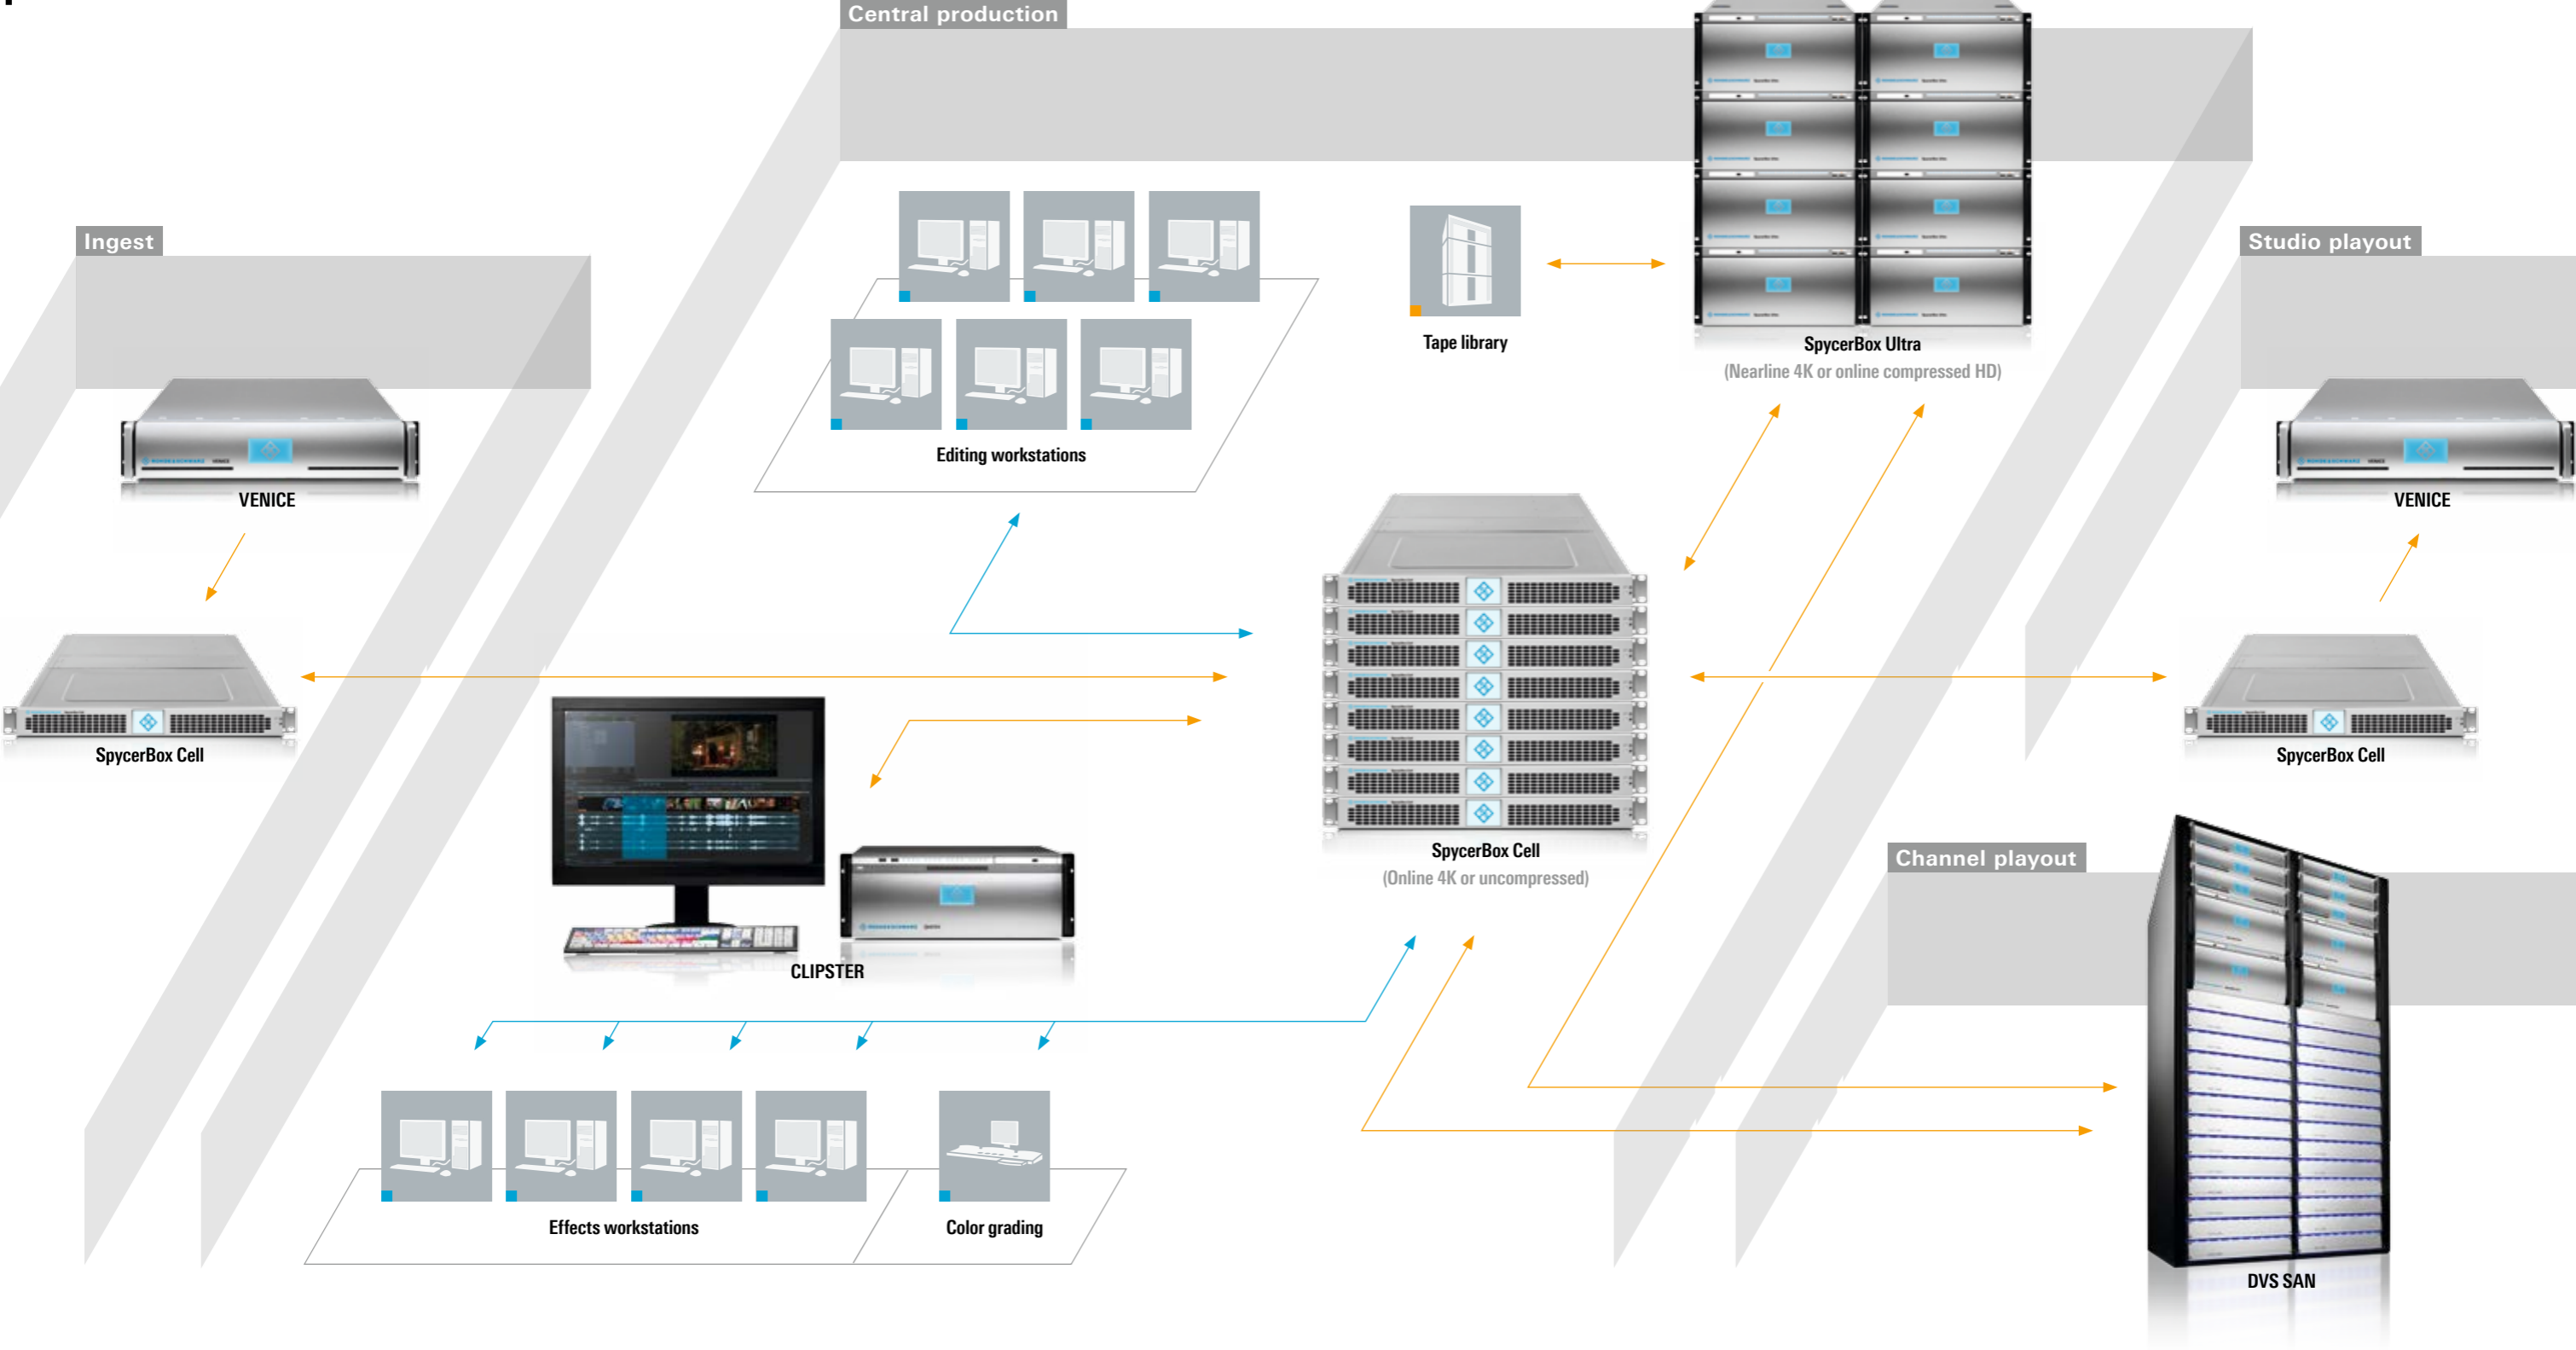 Central production
Ingest
Studio playout
Tape library
SpycerBox Ultra
(Nearline 4K or online compressed HD)
Editing workstations
VENICE
VENICE
SpycerBox Cell
SpycerBox Cell
SpycerBox Cell
(Online 4K or uncompressed)
Channel playout
CLIPSTER
Effects workstations
Color grading
DVS SAN